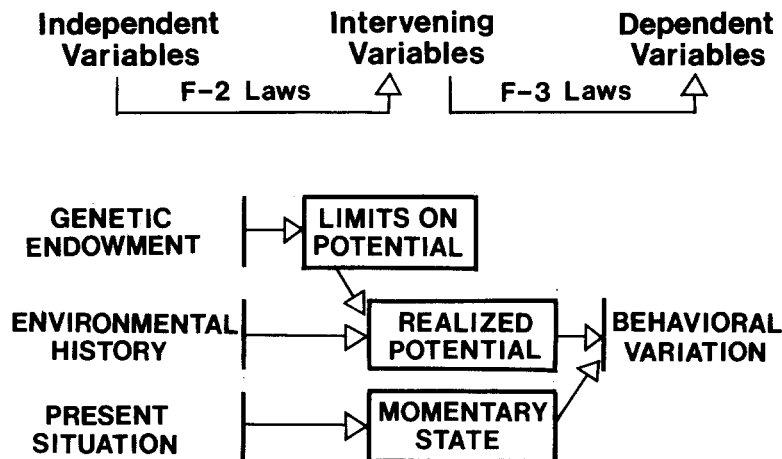 Independent Variables
Intervening Variables
Dependent Variables
F-2 Laws
F-3 Laws
GENETIC ENDOWMENT
LIMITS ON POTENTIAL
ENVIRONMENTAL HISTORY
REALIZED POTENTIAL
BEHAVIORAL VARIATION
PRESENT SITUATION
MOMENTARY STATE